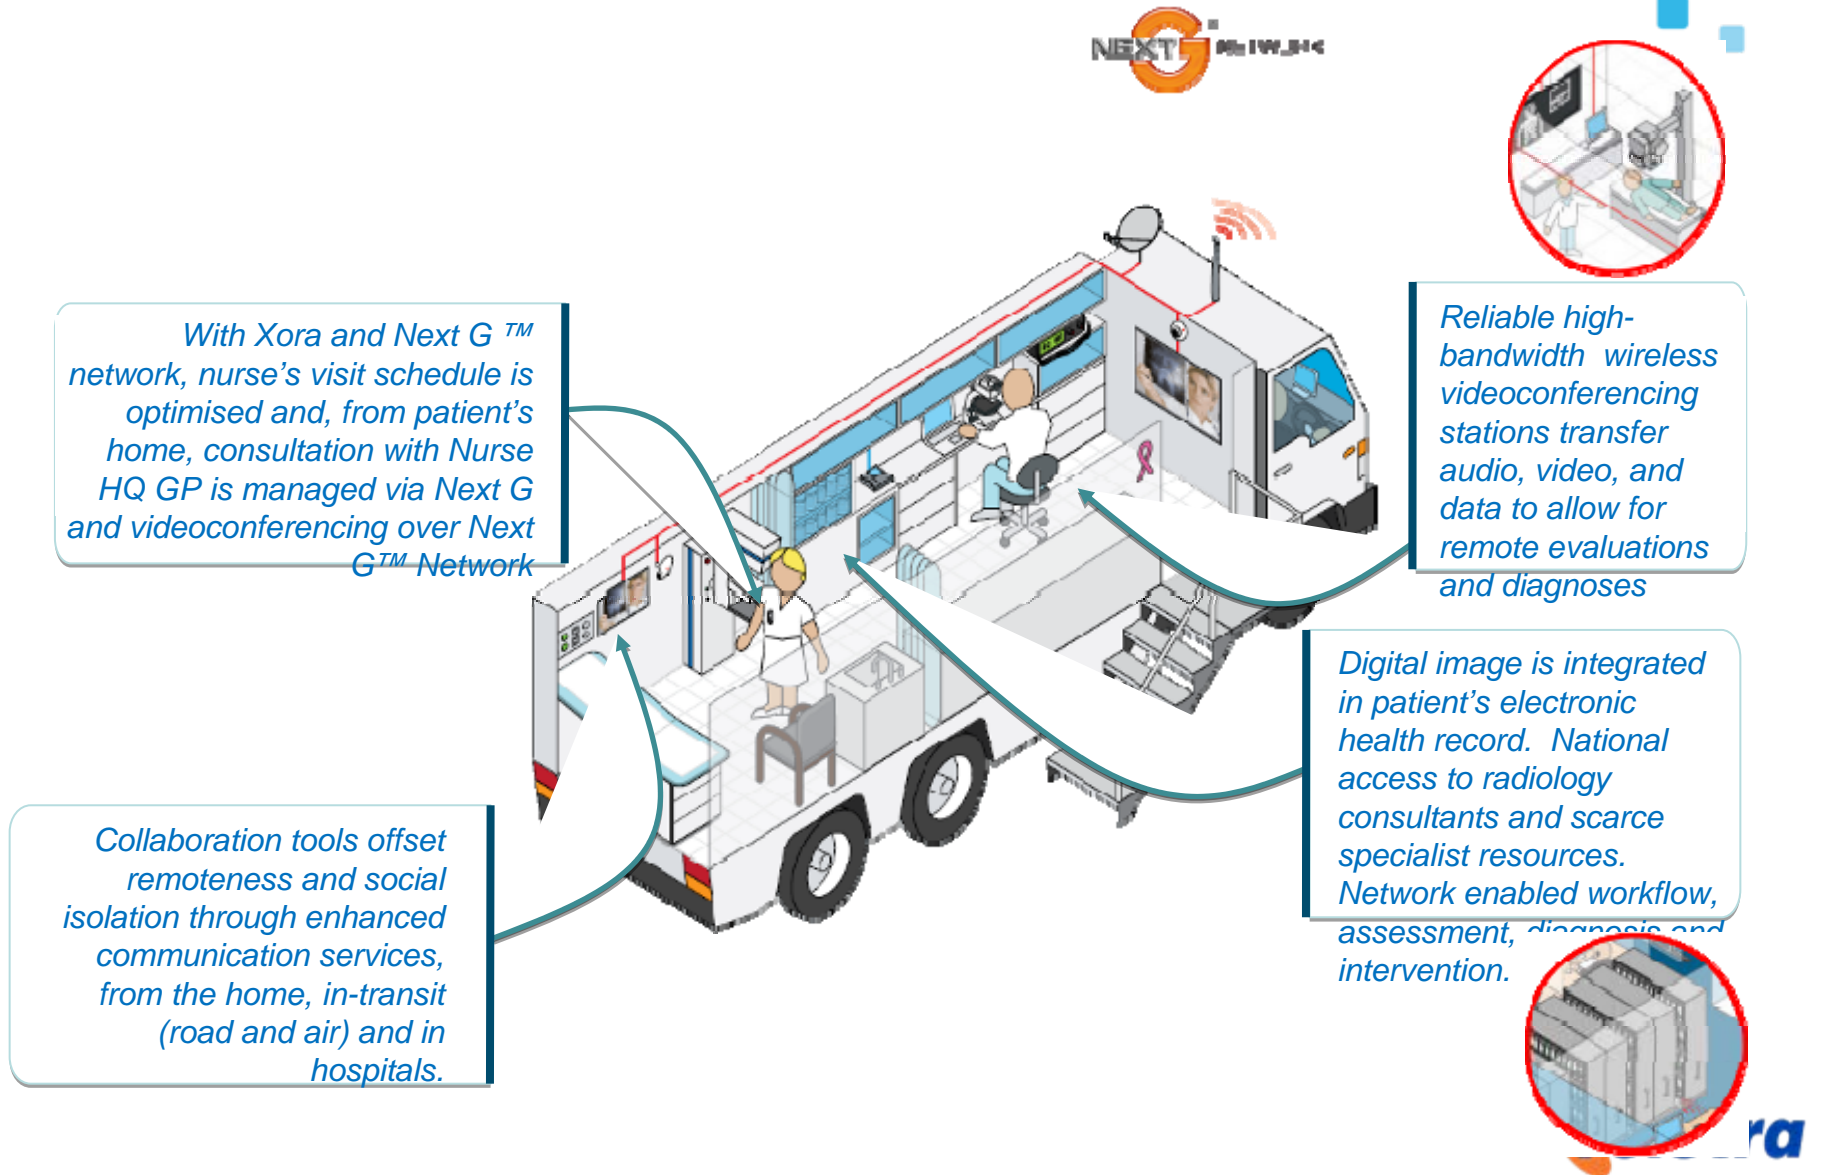 NEXT G NETWORK
With Xora and Next G ™
network, nurse's visit schedule is
optimised and, from patient's
home, consultation with Nurse
HQ GP is managed via Next G
and videoconferencing over Next
G™ Network
Reliable high-
bandwidth wireless
videoconferencing
stations transfer
audio, video, and
data to allow for
remote evaluations
and diagnoses
Digital image is integrated
in patient's electronic
health record. National
access to radiology
consultants and scarce
specialist resources.
Network enabled workflow,
assessment, diagnosis and
intervention.
Collaboration tools offset
remoteness and social
isolation through enhanced
communication services,
from the home, in-transit
(road and air) and in
hospitals.